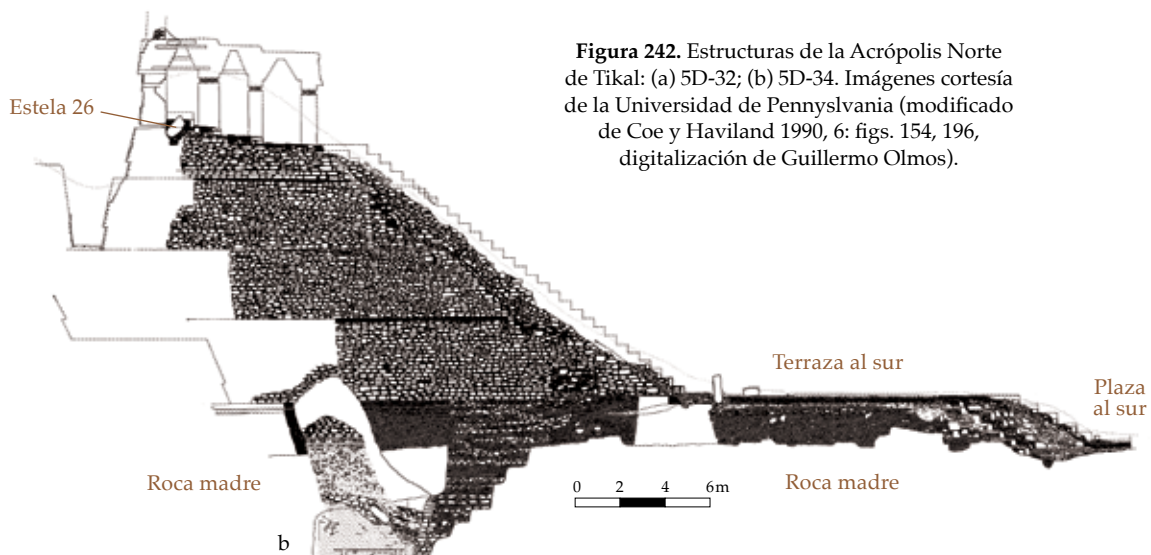 Figura 242. Estructuras de la Acrópolis Norte
de Tikal: (a) 5D-32; (b) 5D-34. Imágenes cortesía
de la Universidad de Pennyslvania (modificado
de Coe y Haviland 1990, 6: figs. 154, 196,
digitalización de Guillermo Olmos).
Estela 26
Terraza al sur
Plaza
al sur
Roca madre
0 2 4 6m
Roca madre
b